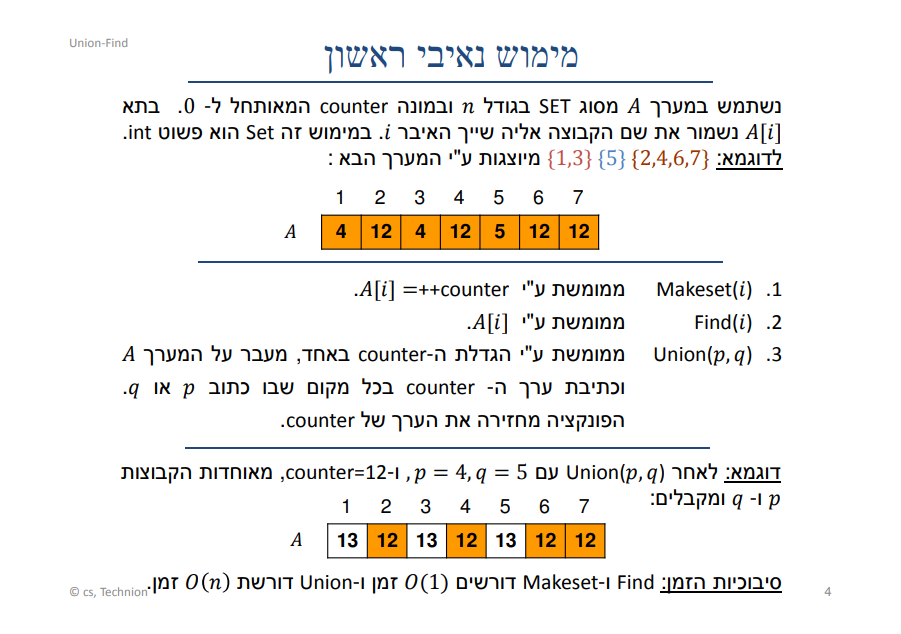 Union-Find
מימוש נאיבי ראשון
נשתמש במערך A מסוג SET בגודל n ובמונה counter המאותחל ל- 0. בתא
A[i] נשמור את שם הקבוצה אליה שייך האיבר i. במימוש זה Set הוא פשוט int.
לדוגמא: {2,4,6,7} {5} {1,3} מיוצגות ע"י המערך הבא :
1 2 3 4 5 6 7
A 4 12 4 12 5 12 12
1. Makeset(i) ממומשת ע"י A[i] =++counter.
2. Find(i) ממומשת ע"י A[i].
3. Union(p, q) ממומשת ע"י הגדלת ה-counter באחד, מעבר על המערך A
וכתיבת ערך ה- counter בכל מקום שבו כתוב p או q.
הפונקציה מחזירה את הערך של counter.
דוגמא: לאחר Union(p, q) עם p = 4, q = 5, ו-counter=12, מאוחדות הקבוצות
p ו- q ומקבלים:
1 2 3 4 5 6 7
A 13 12 13 12 13 12 12
סיבוכיות הזמן: Find ו-Makeset דורשים O(1) זמן ו-Union דורשת O(n) זמן.
© cs, Technion
4